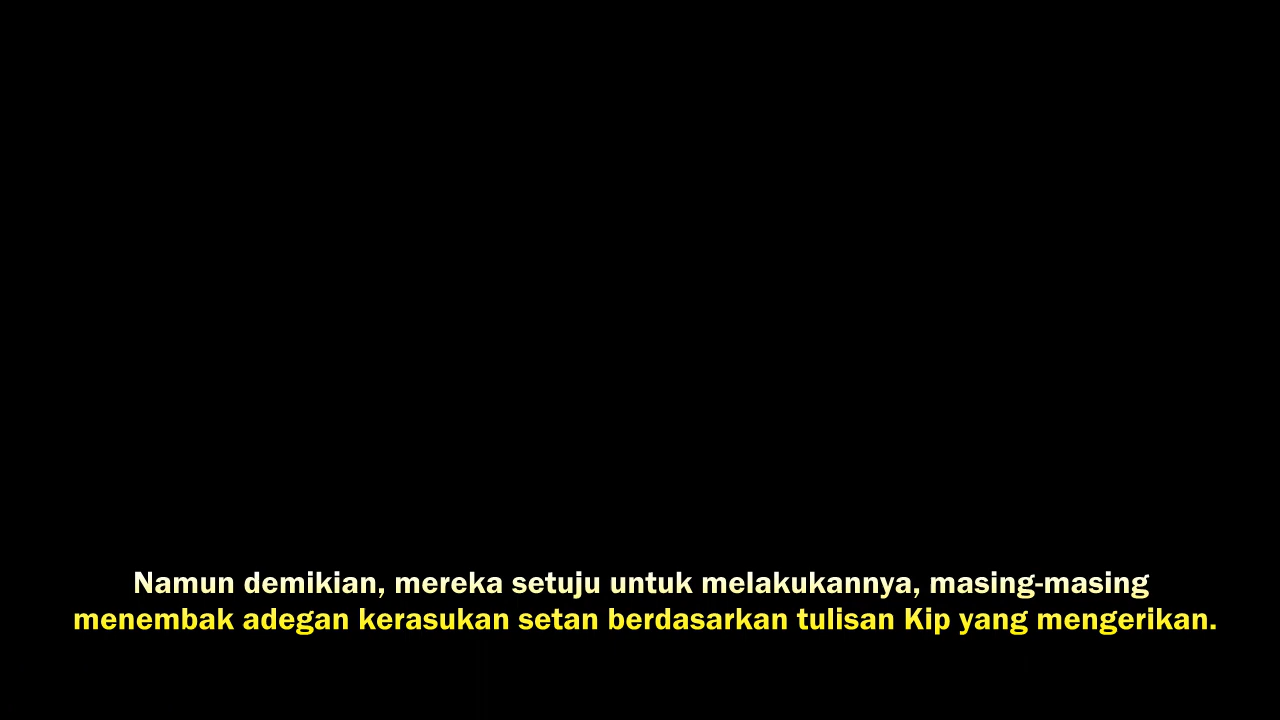 Namun demikian, mereka setuju untuk melakukannya, masing-masing
menembak adegan kerasukan setan berdasarkan tulisan Kip yang mengerikan.